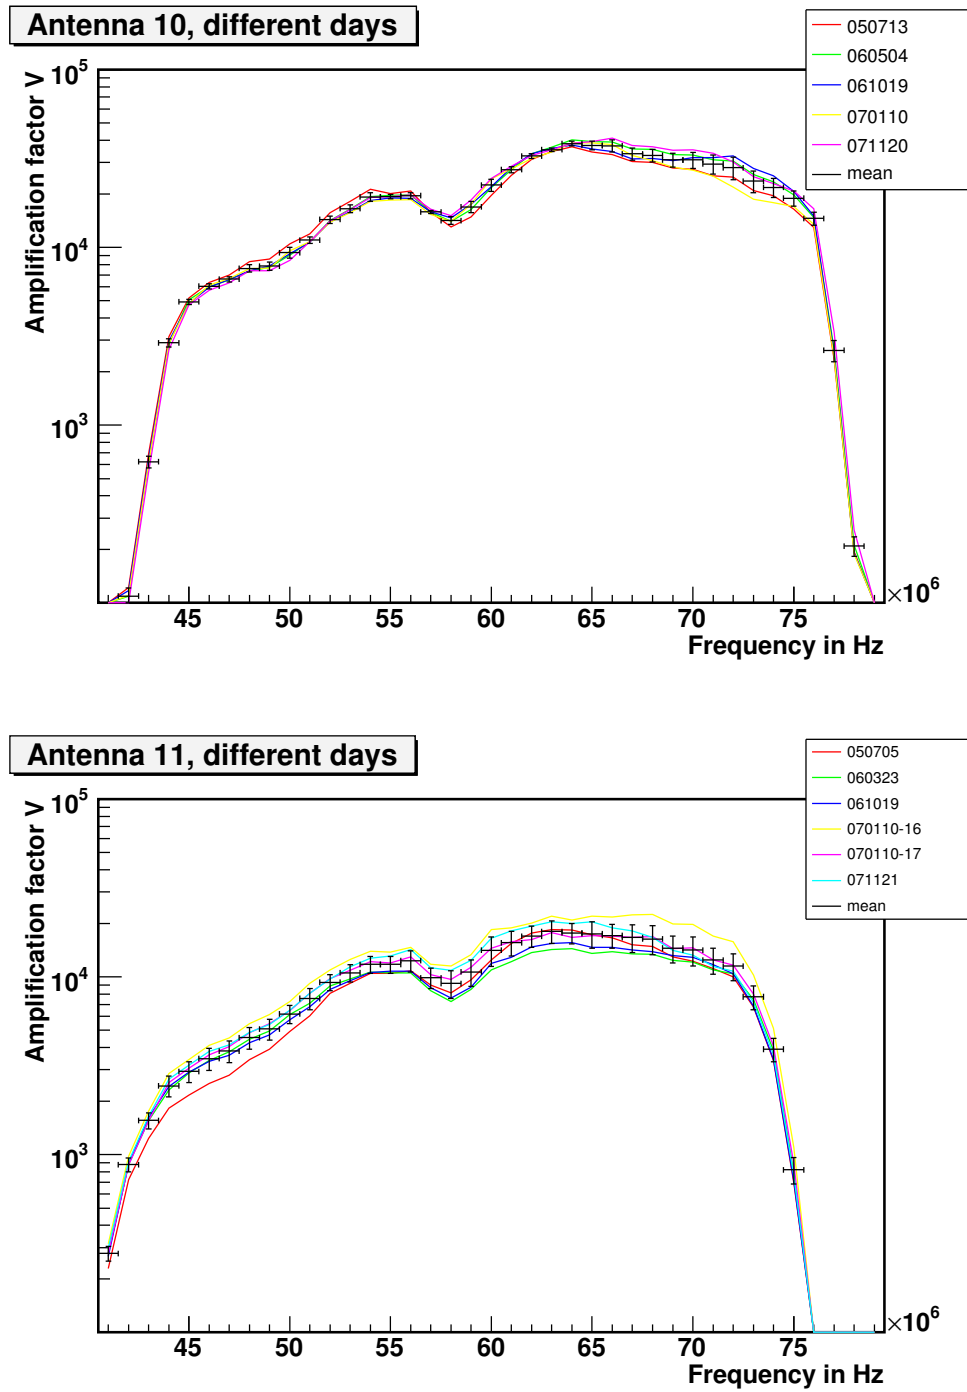 Antenna 10, different days
050713
060504
061019
070110
071120
mean
Amplification factor V
10^5
10^4
10^3
45 50 55 60 65 70 75
×10^6
Frequency in Hz
Antenna 11, different days
050705
060323
061019
070110-16
070110-17
071121
mean
Amplification factor V
10^5
10^4
10^3
45 50 55 60 65 70 75
×10^6
Frequency in Hz